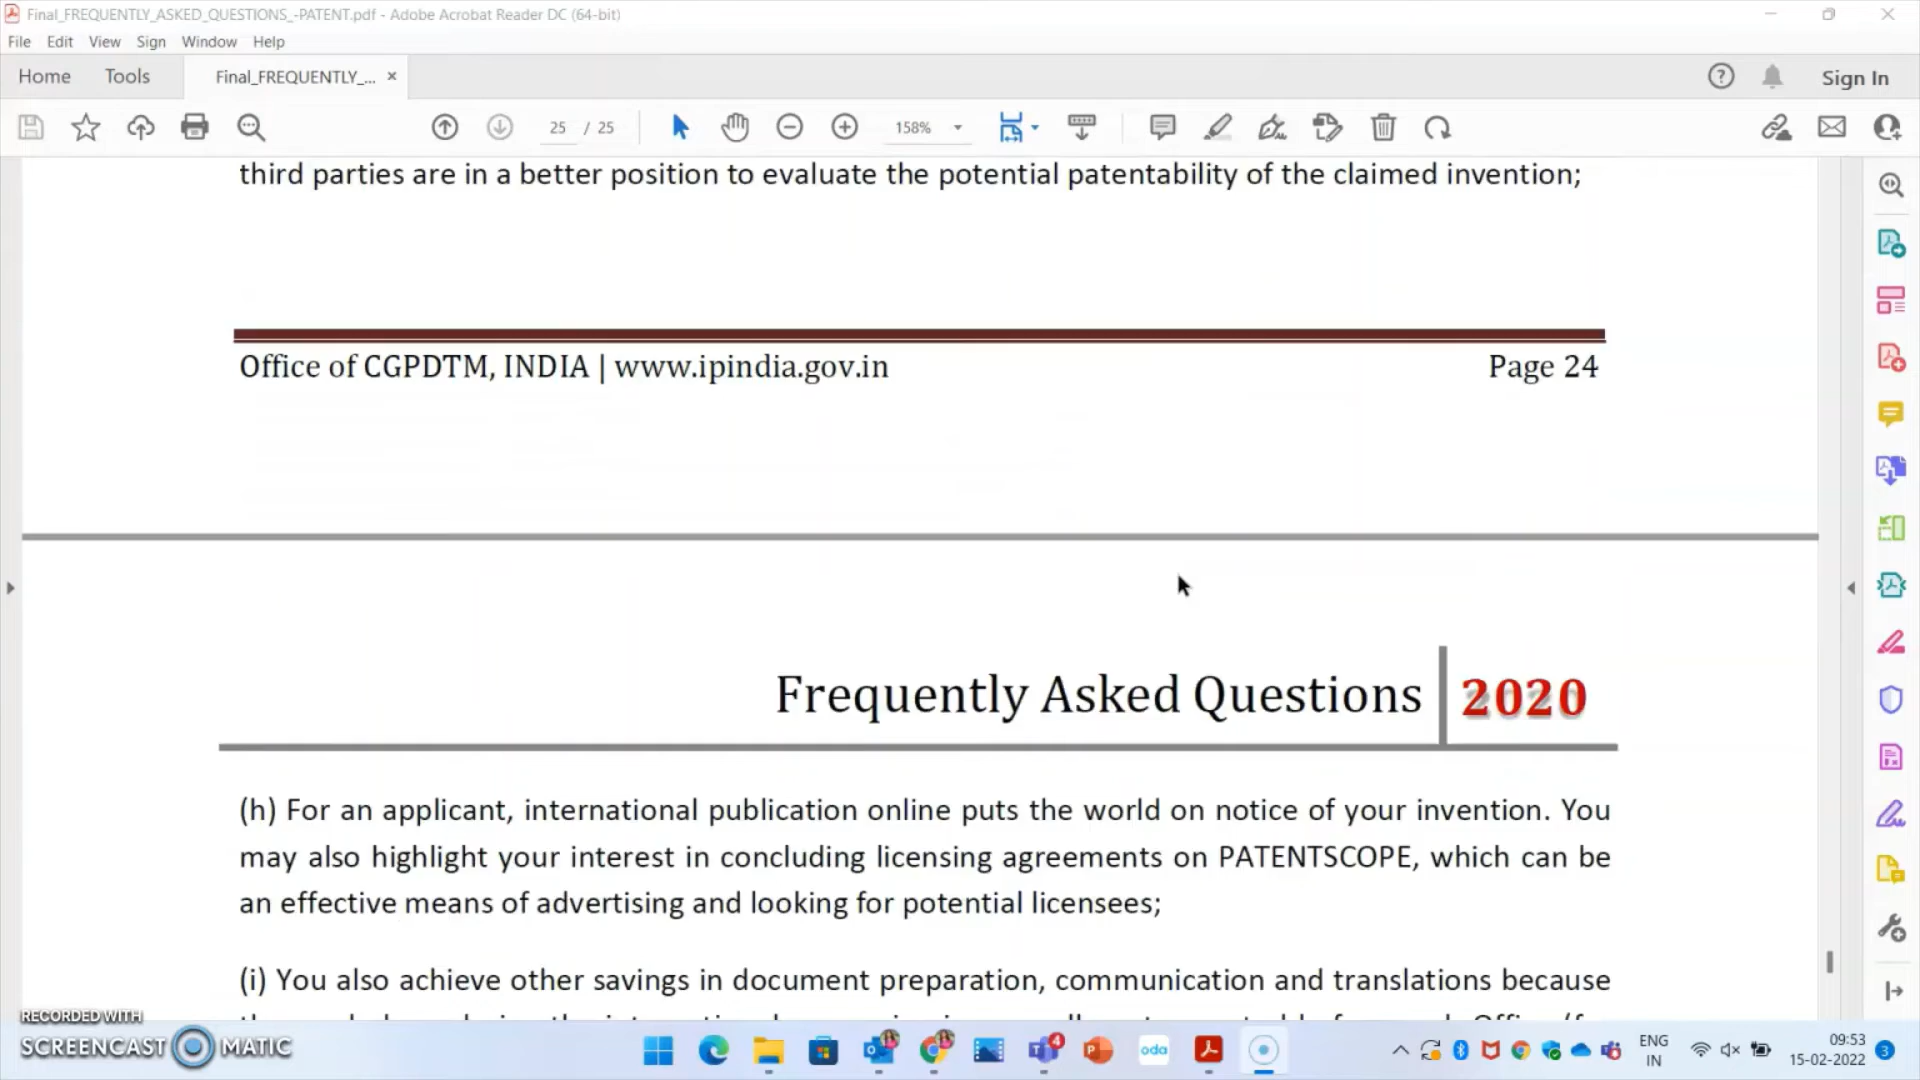 Final_FREQUENTLY_ASKED_QUESTIONS_-PATENT.pdf - Adobe Acrobat Reader DC (64-bit)
File Edit View Sign Window Help
Home Tools Final_FREQUENTLY_... × Sign In
25 / 25 158%
third parties are in a better position to evaluate the potential patentability of the claimed invention;
Office of CGPDTM, INDIA | www.ipindia.gov.in Page 24
Frequently Asked Questions 2020
(h) For an applicant, international publication online puts the world on notice of your invention. You
may also highlight your interest in concluding licensing agreements on PATENTSCOPE, which can be
an effective means of advertising and looking for potential licensees;
(i) You also achieve other savings in document preparation, communication and translations because
RECORDED WITH
SCREENCAST MATIC
4
oda
ENG
IN
09:53
15-02-2022
3